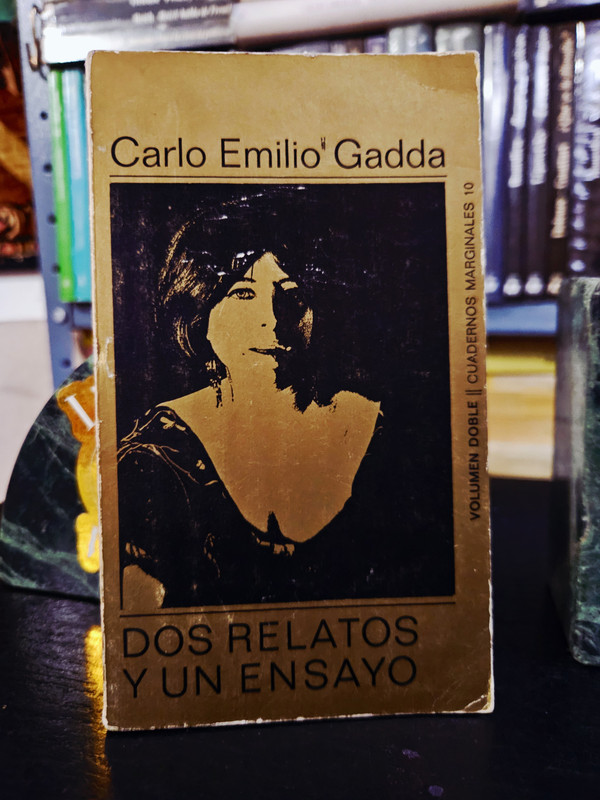 Carlo Emilio Gadda
VOLUMEN DOBLE || CUADERNOS MARGINALES 10
DOS RELATOS
Y UN ENSAYO